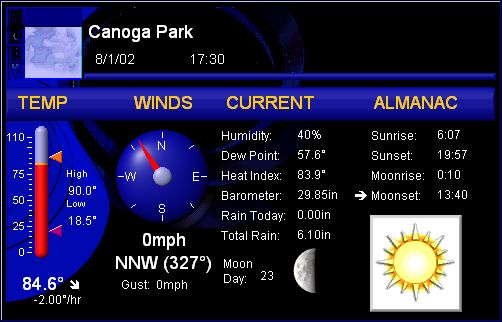 Canoga Park
8/1/02 17:30
TEMP WINDS CURRENT ALMANAC
110
75
50
25
0
High
90.0°
Low
18.5°
84.6°
-2.00°/hr
N
W E
S
0mph
NNW (327°)
Gust: 0mph
Humidity: 40%
Dew Point: 57.6°
Heat Index: 83.9°
Barometer: 29.85in
Rain Today: 0.00in
Total Rain: 6.10in
Moon
Day: 23
Sunrise: 6:07
Sunset: 19:57
Moonrise: 0:10
Moonset: 13:40